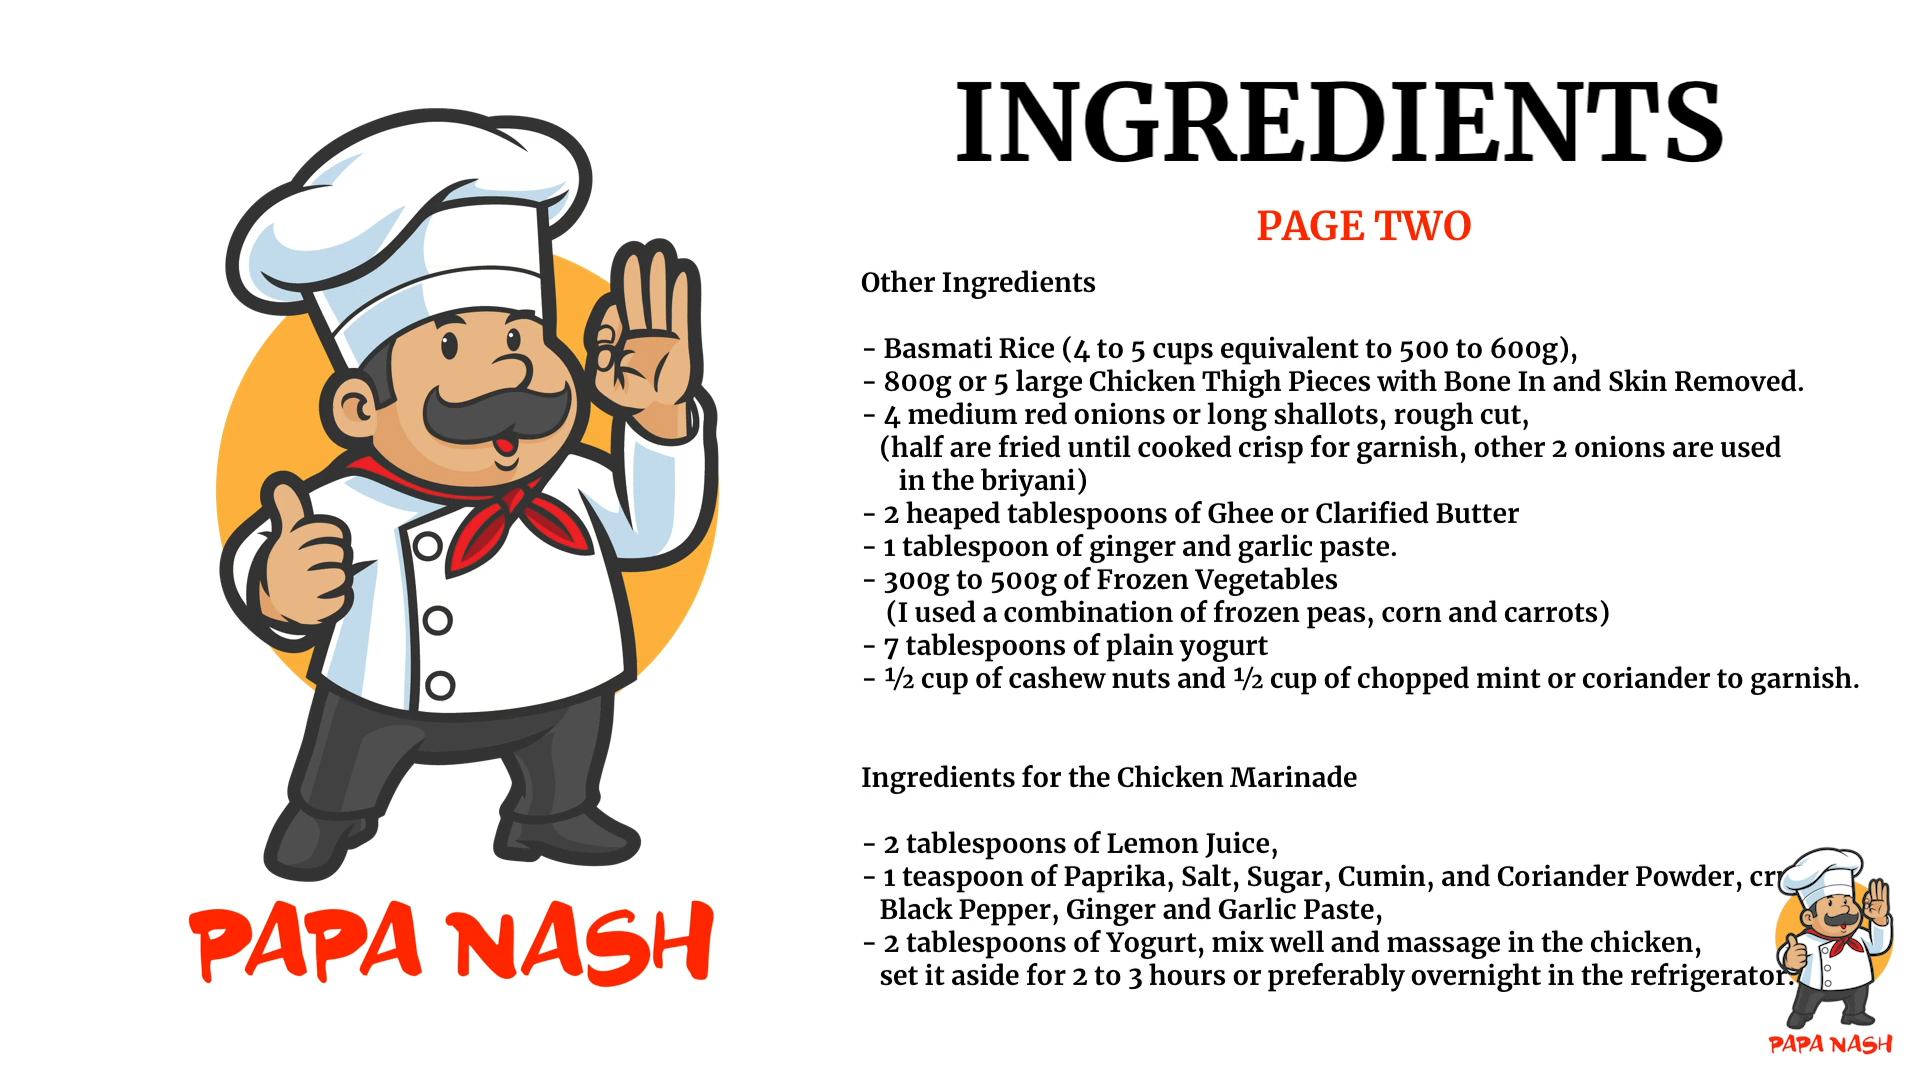 INGREDIENTS
PAGE TWO
Other Ingredients
- Basmati Rice (4 to 5 cups equivalent to 500 to 600g),
- 800g or 5 large Chicken Thigh Pieces with Bone In and Skin Removed.
- 4 medium red onions or long shallots, rough cut,
(half are fried until cooked crisp for garnish, other 2 onions are used
in the briyani)
- 2 heaped tablespoons of Ghee or Clarified Butter
- 1 tablespoon of ginger and garlic paste.
- 300g to 500g of Frozen Vegetables
(I used a combination of frozen peas, corn and carrots)
- 7 tablespoons of plain yogurt
- ½ cup of cashew nuts and ½ cup of chopped mint or coriander to garnish.
Ingredients for the Chicken Marinade
- 2 tablespoons of Lemon Juice,
- 1 teaspoon of Paprika, Salt, Sugar, Cumin, and Coriander Powder,
Black Pepper, Ginger and Garlic Paste,
- 2 tablespoons of Yogurt, mix well and massage in the chicken,
set it aside for 2 to 3 hours or preferably overnight in the refrigerator.
PAPA NASH
PAPA NASH